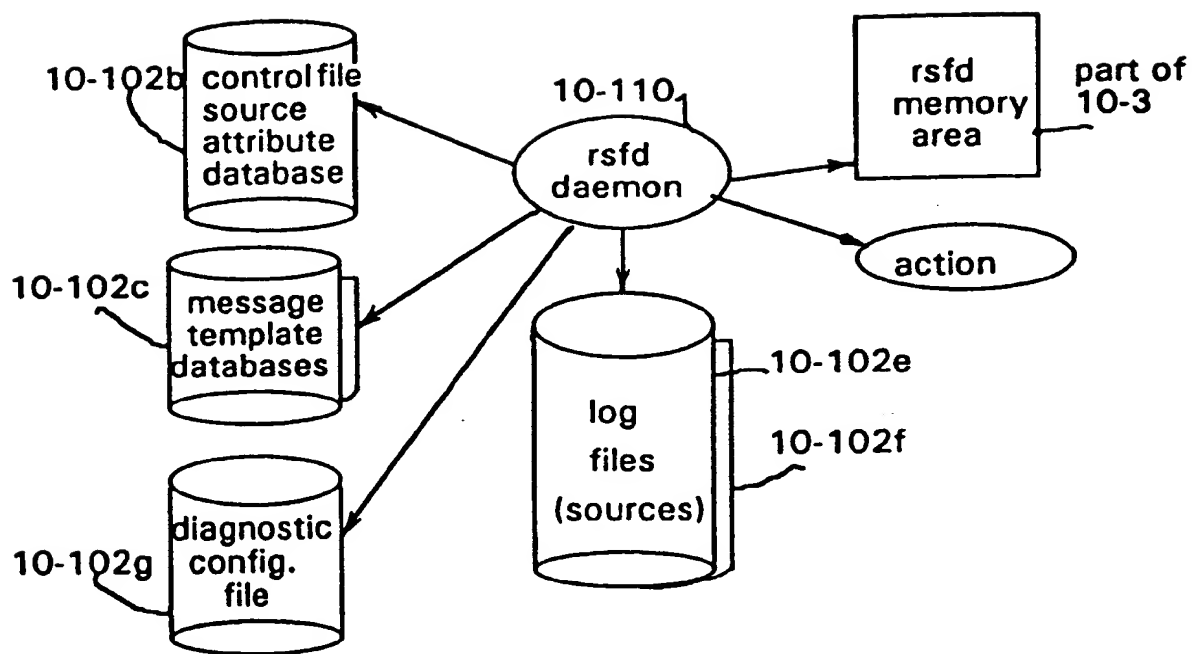 10-102b
control file
source
attribute
database
10-110
rsfd
daemon
rsfd
memory
area
part of
10-3
action
10-102c
message
template
databases
10-102e
log
files
(sources)
10-102f
10-102g
diagnostic
config.
file